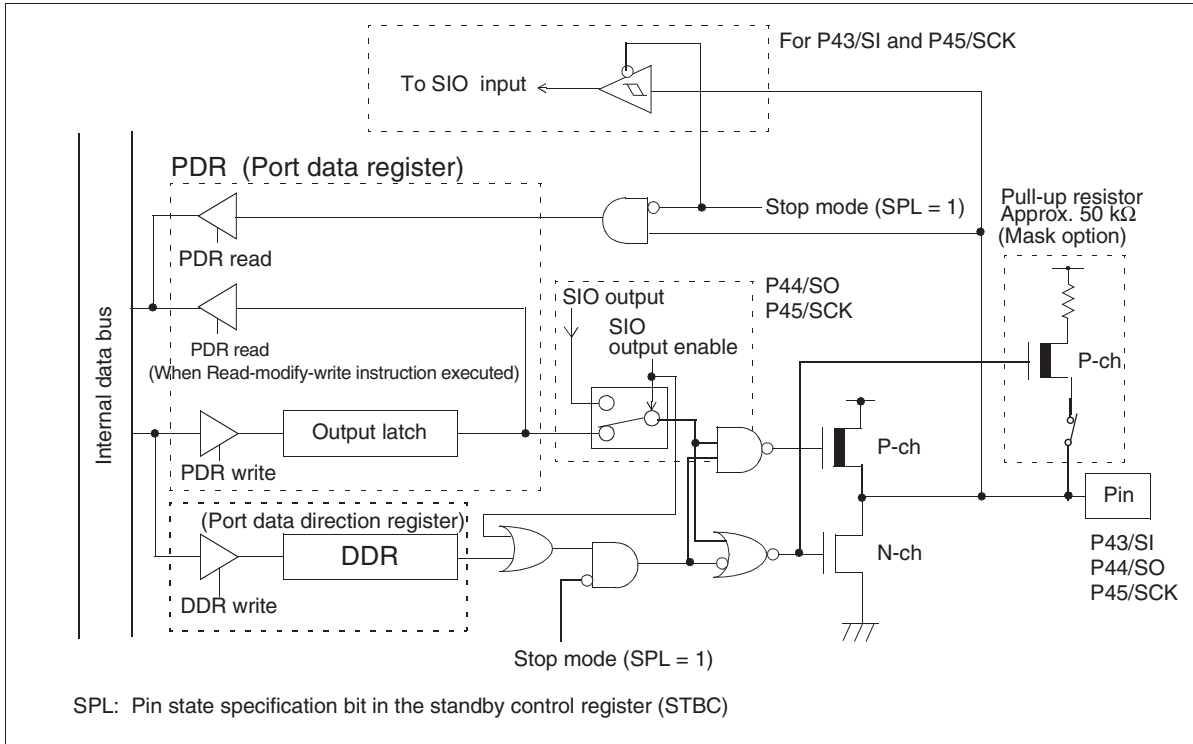 For P43/SI and P45/SCK
To SIO input
PDR (Port data register)
Stop mode (SPL = 1)
Pull-up resistor
Approx. 50 kΩ
(Mask option)
PDR read
P44/SO
P45/SCK
SIO output
SIO
output enable
PDR read
(When Read-modify-write instruction executed)
P-ch
Internal data bus
Output latch
P-ch
PDR write
Pin
(Port data direction register)
DDR
N-ch
P43/SI
P44/SO
P45/SCK
DDR write
Stop mode (SPL = 1)
SPL: Pin state specification bit in the standby control register (STBC)